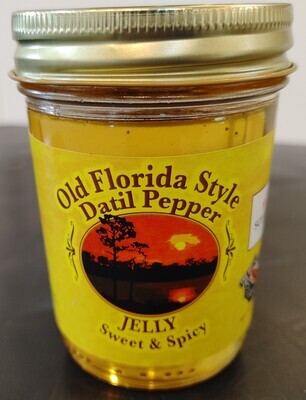 Old Florida Style
Datil Pepper
JELLY
Sweet & Spicy